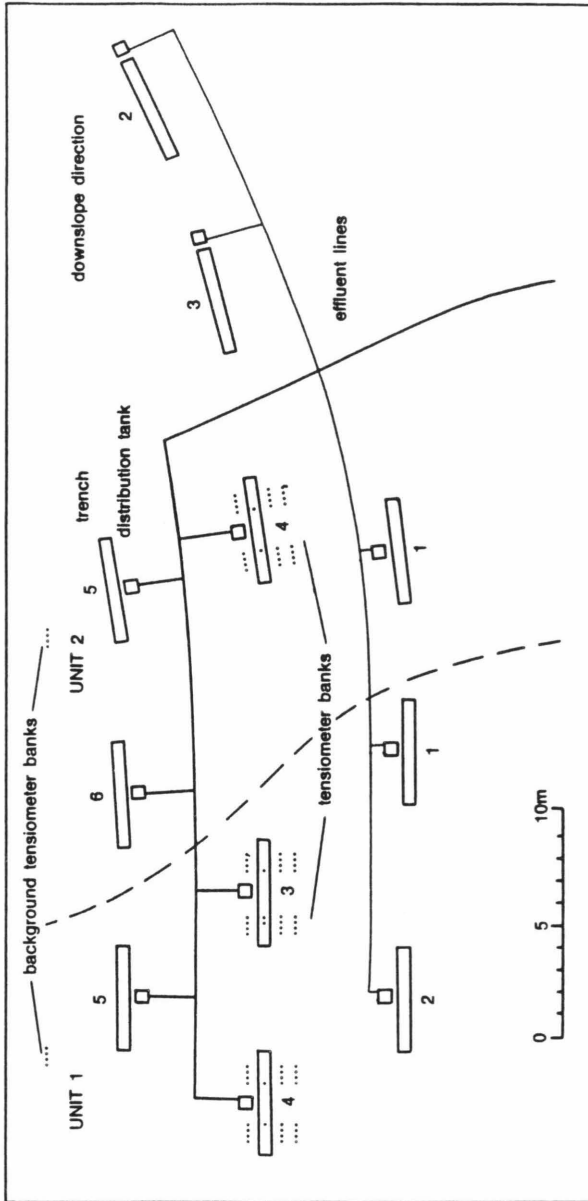 background tensiometer banks
UNIT 1
UNIT 2
5
6
5
trench
distribution tank
downslope direction
2
3
4
3
4
effluent lines
tensiometer banks
2
1
1
0
5
10m